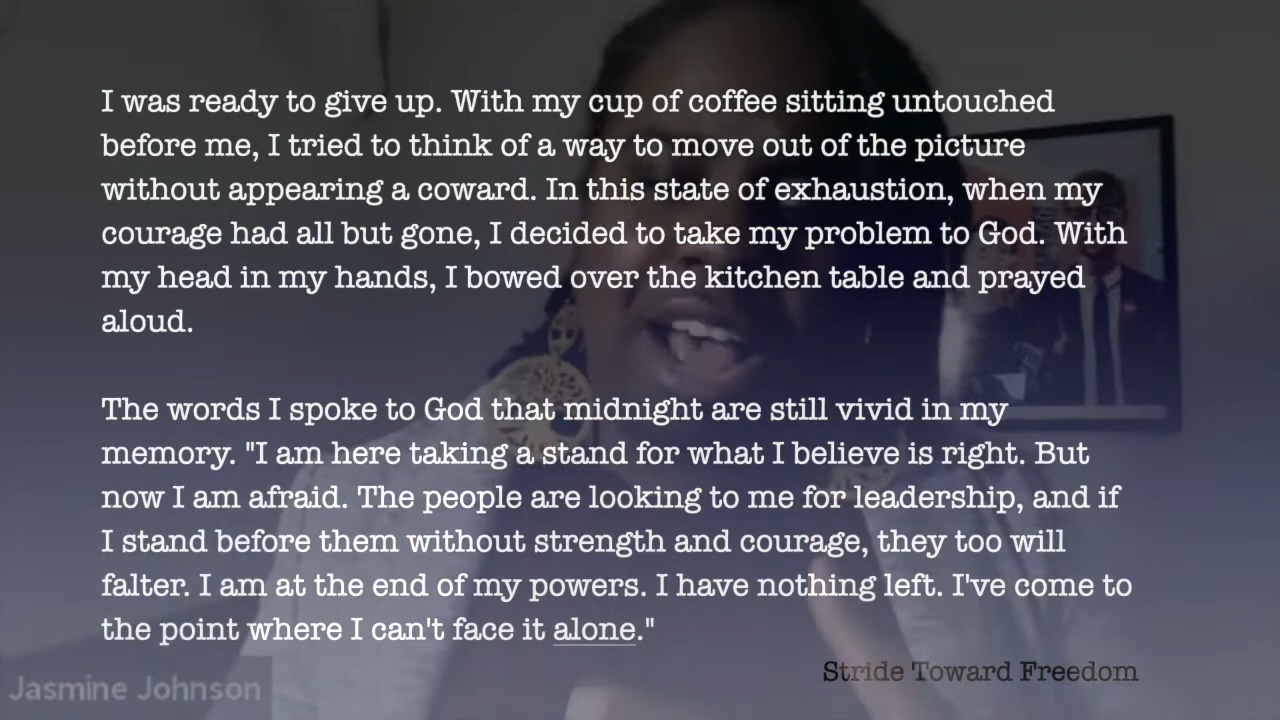 I was ready to give up. With my cup of coffee sitting untouched
before me, I tried to think of a way to move out of the picture
without appearing a coward. In this state of exhaustion, when my
courage had all but gone, I decided to take my problem to God. With
my head in my hands, I bowed over the kitchen table and prayed
aloud.
The words I spoke to God that midnight are still vivid in my
memory. "I am here taking a stand for what I believe is right. But
now I am afraid. The people are looking to me for leadership, and if
I stand before them without strength and courage, they too will
falter. I am at the end of my powers. I have nothing left. I've come to
the point where I can't face it alone."
Stride Toward Freedom
Jasmine Johnson